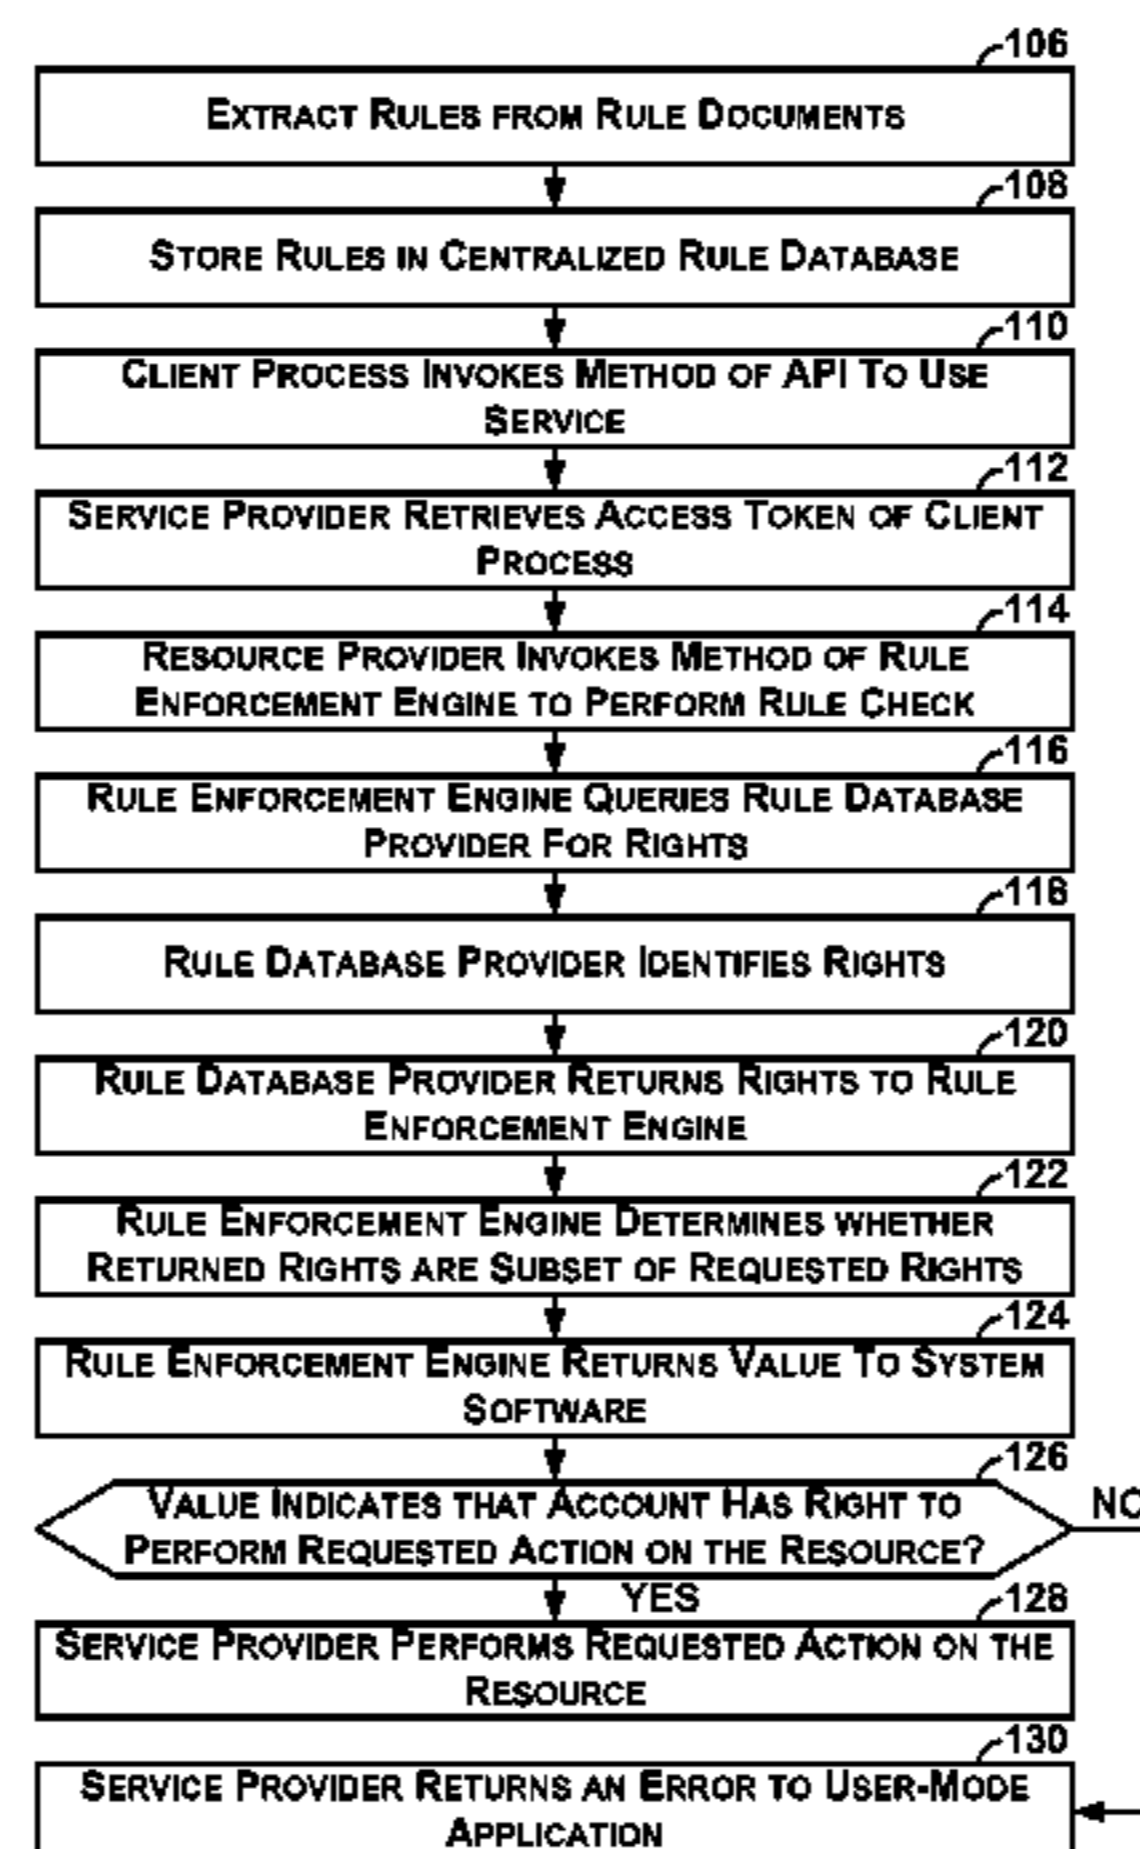 106
EXTRACT RULES FROM RULE DOCUMENTS
108
STORE RULES IN CENTRALIZED RULE DATABASE
110
CLIENT PROCESS INVOKES METHOD OF API TO USE
SERVICE
112
SERVICE PROVIDER RETRIEVES ACCESS TOKEN OF CLIENT
PROCESS
114
RESOURCE PROVIDER INVOKES METHOD OF RULE
ENFORCEMENT ENGINE TO PERFORM RULE CHECK
116
RULE ENFORCEMENT ENGINE QUERIES RULE DATABASE
PROVIDER FOR RIGHTS
118
RULE DATABASE PROVIDER IDENTIFIES RIGHTS
120
RULE DATABASE PROVIDER RETURNS RIGHTS TO RULE
ENFORCEMENT ENGINE
122
RULE ENFORCEMENT ENGINE DETERMINES WHETHER
RETURNED RIGHTS ARE SUBSET OF REQUESTED RIGHTS
124
RULE ENFORCEMENT ENGINE RETURNS VALUE TO SYSTEM
SOFTWARE
126
VALUE INDICATES THAT ACCOUNT HAS RIGHT TO
PERFORM REQUESTED ACTION ON THE RESOURCE?
NO
YES
128
SERVICE PROVIDER PERFORMS REQUESTED ACTION ON THE
RESOURCE
130
SERVICE PROVIDER RETURNS AN ERROR TO USER-MODE
APPLICATION